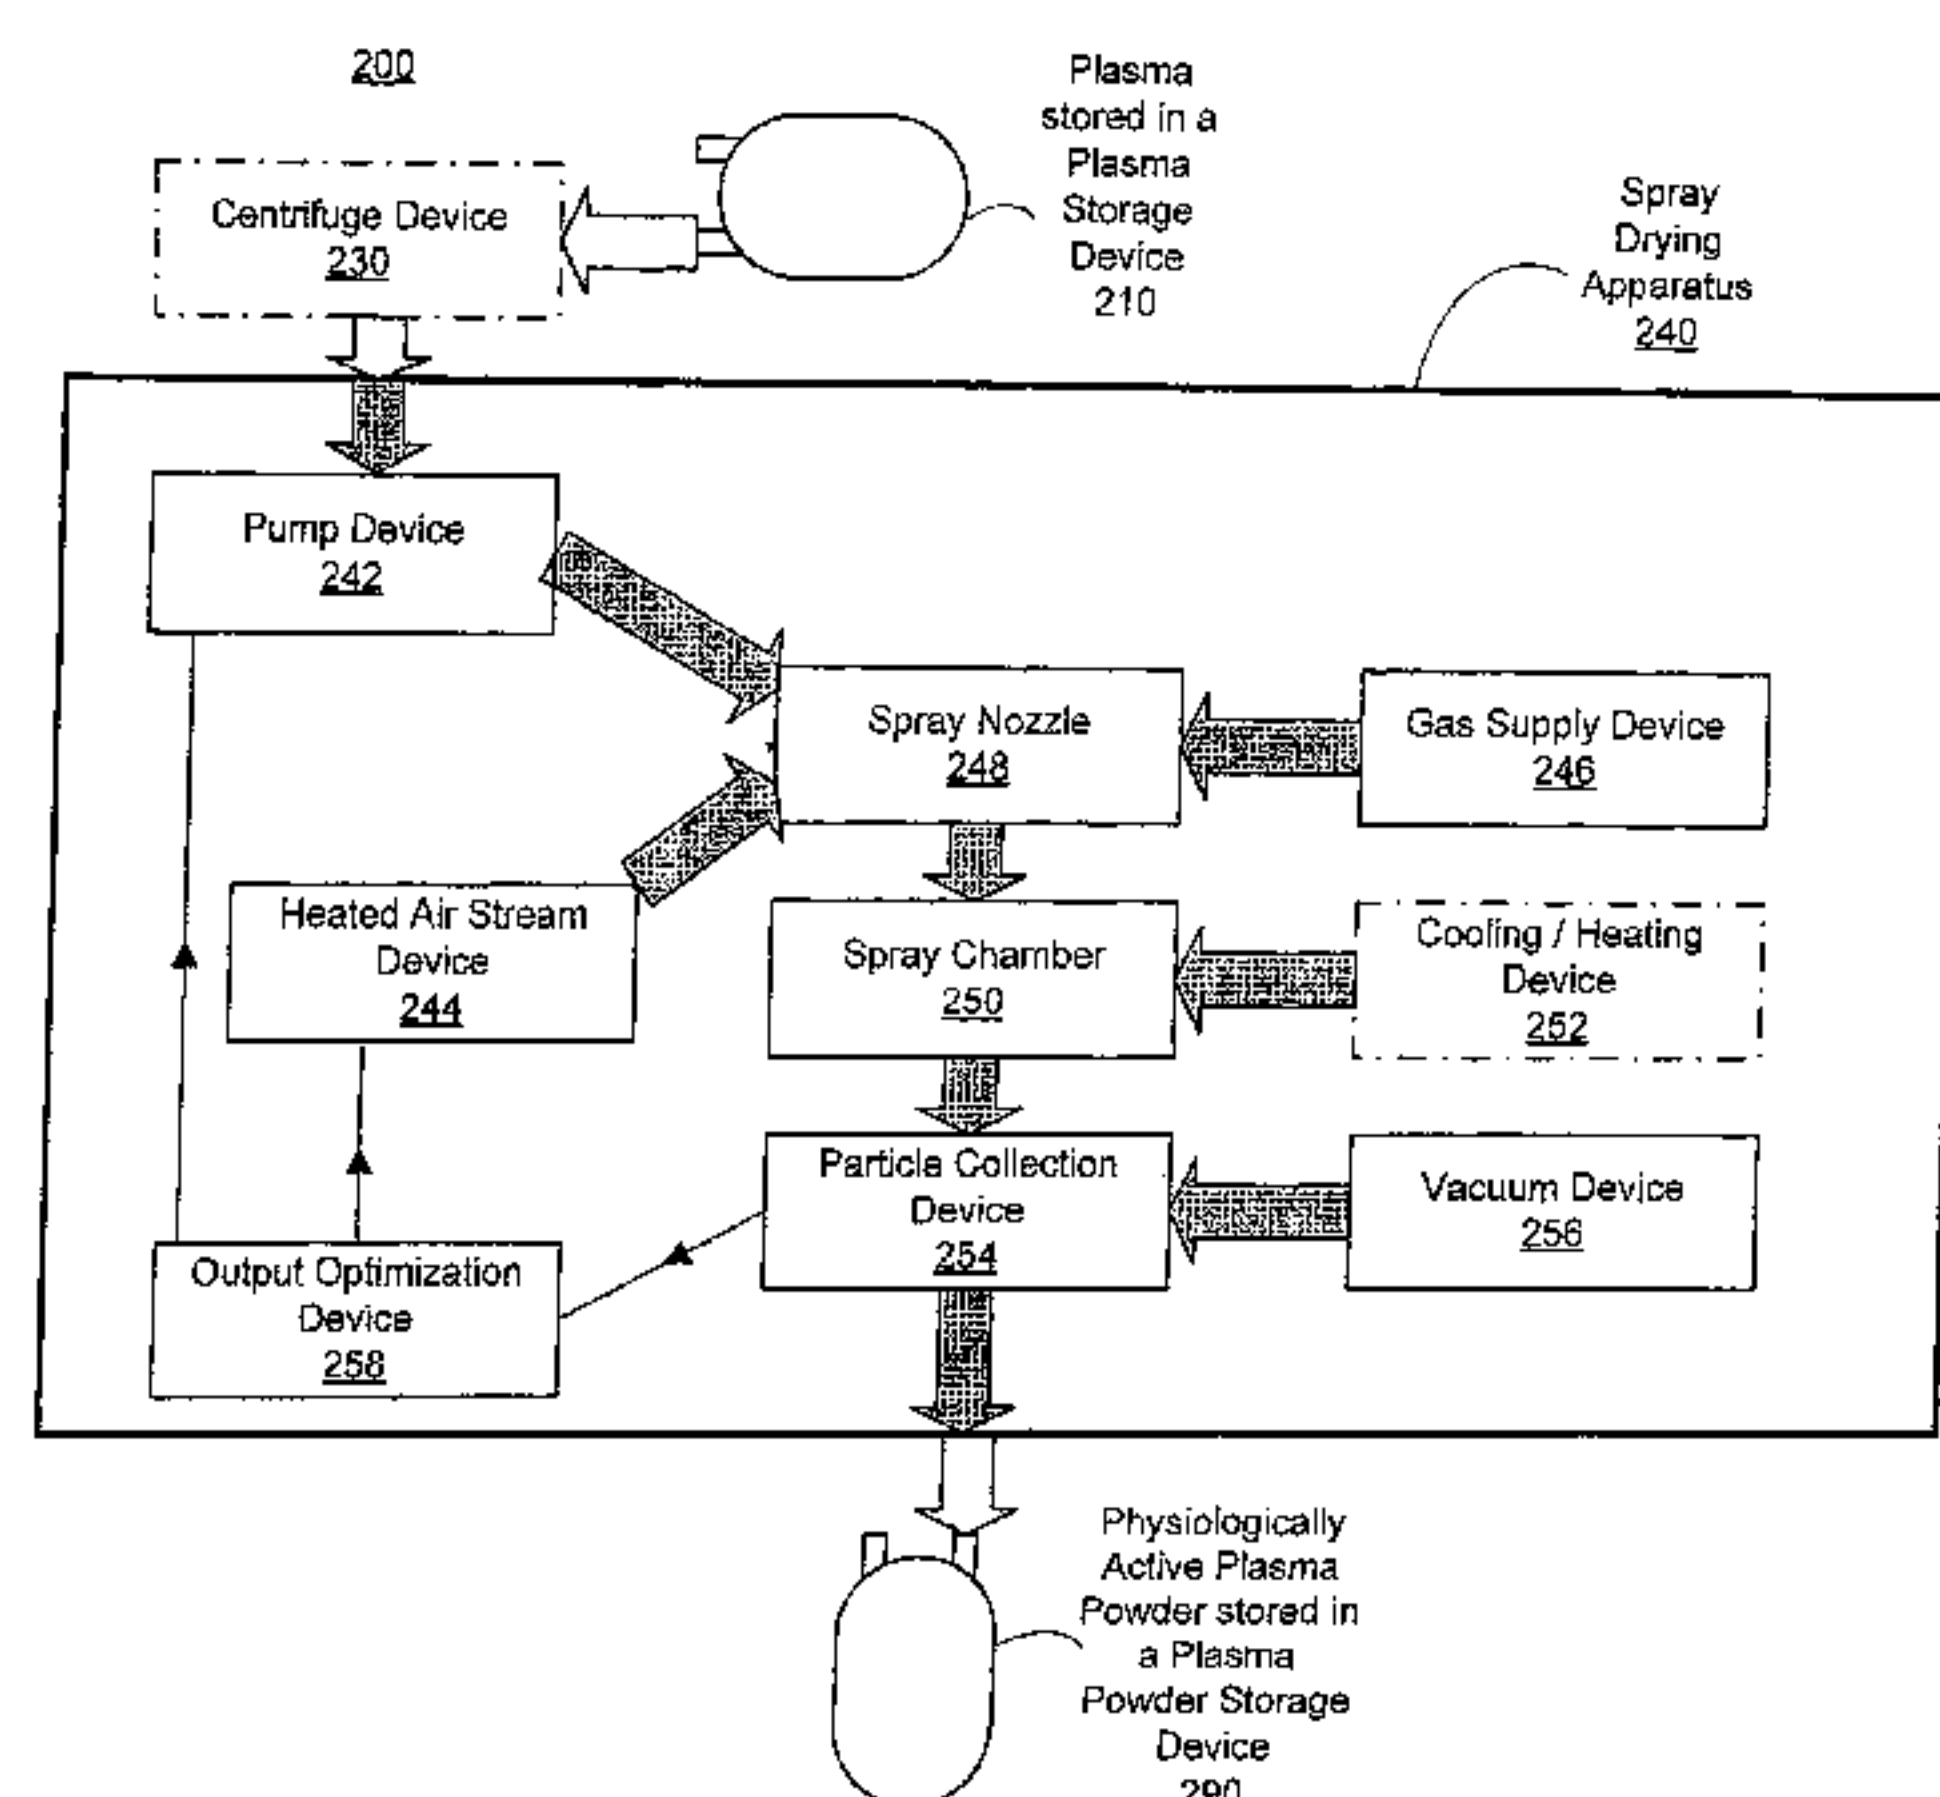 200
Plasma
stored in a
Plasma
Storage
Device
210
Centrifuge Device
230
Spray
Drying
Apparatus
240
Pump Device
242
Spray Nozzle
248
Gas Supply Device
246
Heated Air Stream
Device
244
Spray Chamber
250
Cooling / Heating
Device
252
Particle Collection
Device
254
Vacuum Device
256
Output Optimization
Device
258
Physiologically
Active Plasma
Powder stored in
a Plasma
Powder Storage
Device
290